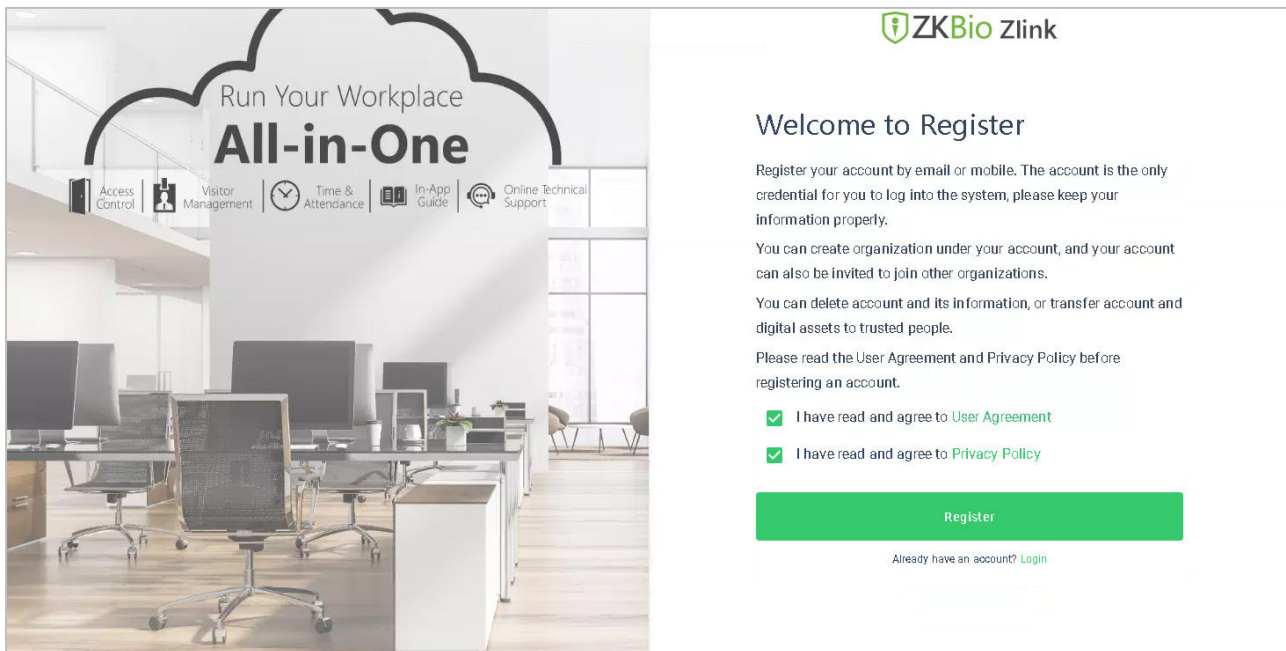 Run Your Workplace
All-in-One
Access Control
Visitor Management
Time & Attendance
In-App Guide
Online Technical Support
ZKBio Zlink
Welcome to Register
Register your account by email or mobile. The account is the only
credential for you to log into the system, please keep your
information properly.
You can create organization under your account, and your account
can also be invited to join other organizations.
You can delete account and its information, or transfer account and
digital assets to trusted people.
Please read the User Agreement and Privacy Policy before
registering an account.
I have read and agree to User Agreement
I have read and agree to Privacy Policy
Register
Already have an account? Login